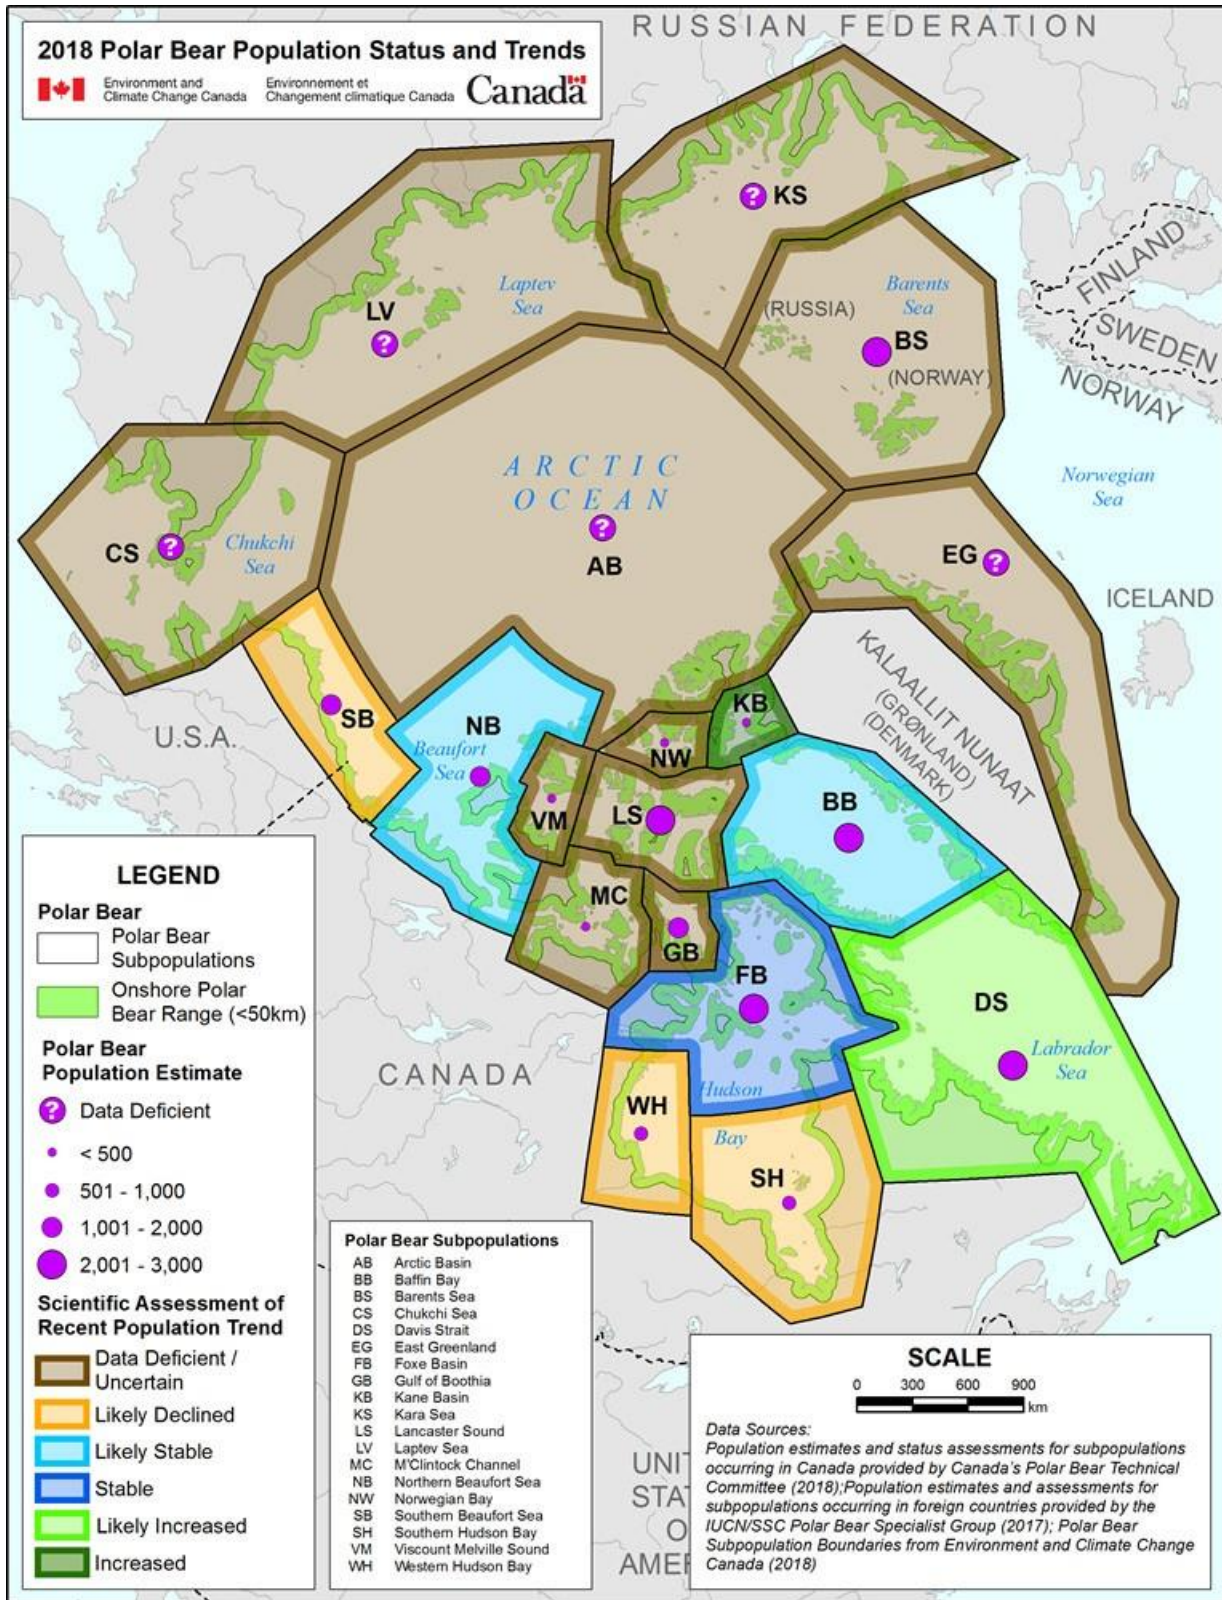 2018 Polar Bear Population Status and Trends
Environment and
Climate Change Canada
Environnement et
Changement climatique Canada
Canada
RUSSIAN FEDERATION
KS
Laptev
Sea
LV
(RUSSIA)
Barents
Sea
BS
(NORWAY)
FINLAND
SWEDEN
NORWAY
ARCTIC
OCEAN
AB
Norwegian
Sea
CS
Chukchi
Sea
EG
ICELAND
KALAALLIT NUNAAT
(GRØNLAND)
(DENMARK)
U.S.A.
SB
NB
Beaufort
Sea
KB
NW
VM
LS
BB
MC
GB
FB
DS
Labrador
Sea
CANADA
Hudson
Bay
WH
SH
LEGEND
Polar Bear
Polar Bear
Subpopulations
Onshore Polar
Bear Range (<50km)
Polar Bear
Population Estimate
? Data Deficient
< 500
501 - 1,000
1,001 - 2,000
2,001 - 3,000
Scientific Assessment of
Recent Population Trend
Data Deficient /
Uncertain
Likely Declined
Likely Stable
Stable
Likely Increased
Increased
Polar Bear Subpopulations
AB Arctic Basin
BB Baffin Bay
BS Barents Sea
CS Chukchi Sea
DS Davis Strait
EG East Greenland
FB Foxe Basin
GB Gulf of Boothia
KB Kane Basin
KS Kara Sea
LS Lancaster Sound
LV Laptev Sea
MC M'Clintock Channel
NB Northern Beaufort Sea
NW Norwegian Bay
SB Southern Beaufort Sea
SH Southern Hudson Bay
VM Viscount Melville Sound
WH Western Hudson Bay
UNI
STA
O
AME
SCALE
0 300 600 900
km
Data Sources:
Population estimates and status assessments for subpopulations
occurring in Canada provided by Canada's Polar Bear Technical
Committee (2018);Population estimates and assessments for
subpopulations occurring in foreign countries provided by the
IUCN/SSC Polar Bear Specialist Group (2017); Polar Bear
Subpopulation Boundaries from Environment and Climate Change
Canada (2018)